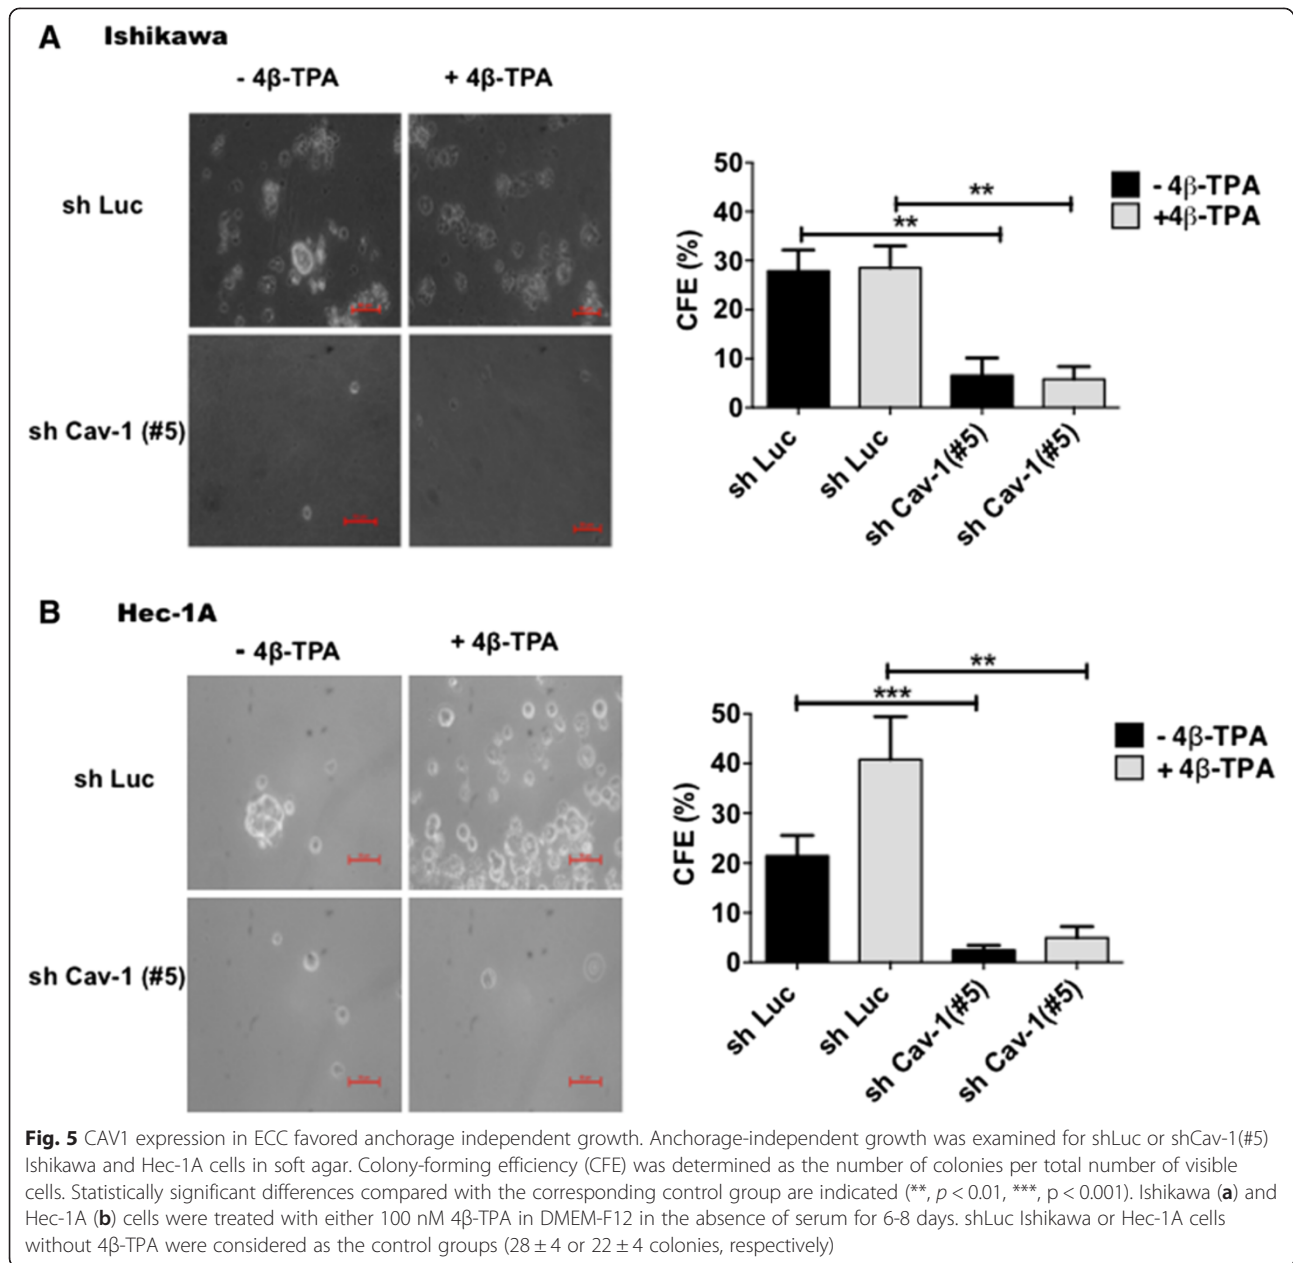 A Ishikawa
- 4β-TPA + 4β-TPA
sh Luc
sh Cav-1 (#5)
CFE (%)
50
40
30
20
10
0
**
**
- 4β-TPA
+4β-TPA
sh Luc
sh Luc
sh Cav-1(#5)
sh Cav-1(#5)
B Hec-1A
- 4β-TPA + 4β-TPA
sh Luc
sh Cav-1 (#5)
CFE (%)
50
40
30
20
10
0
**
***
- 4β-TPA
+ 4β-TPA
sh Luc
sh Luc
sh Cav-1(#5)
sh Cav-1(#5)
Fig. 5 CAV1 expression in ECC favored anchorage independent growth. Anchorage-independent growth was examined for shLuc or shCav-1(#5)
Ishikawa and Hec-1A cells in soft agar. Colony-forming efficiency (CFE) was determined as the number of colonies per total number of visible
cells. Statistically significant differences compared with the corresponding control group are indicated (**, p < 0.01, ***, p < 0.001). Ishikawa (a) and
Hec-1A (b) cells were treated with either 100 nM 4β-TPA in DMEM-F12 in the absence of serum for 6-8 days. shLuc Ishikawa or Hec-1A cells
without 4β-TPA were considered as the control groups (28 ± 4 or 22 ± 4 colonies, respectively)